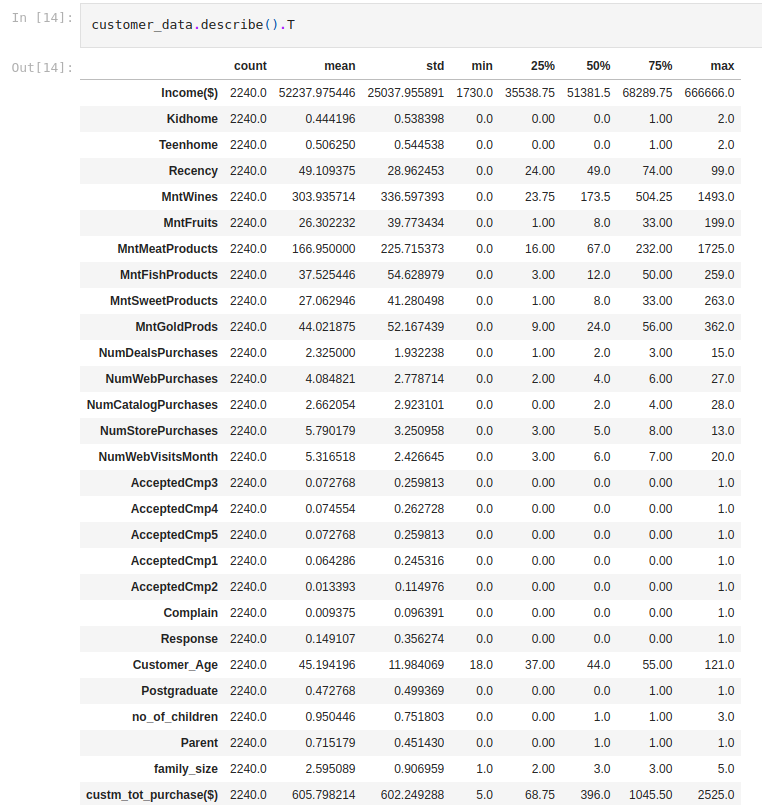 In [14]: customer_data.describe().T
Out[14]:
count mean std min 25% 50% 75% max
Income($) 2240.0 52237.975446 25037.955891 1730.0 35538.75 51381.5 68289.75 666666.0
Kidhome 2240.0 0.444196 0.538398 0.0 0.00 0.0 1.00 2.0
Teenhome 2240.0 0.506250 0.544538 0.0 0.00 0.0 1.00 2.0
Recency 2240.0 49.109375 28.962453 0.0 24.00 49.0 74.00 99.0
MntWines 2240.0 303.935714 336.597393 0.0 23.75 173.5 504.25 1493.0
MntFruits 2240.0 26.302232 39.773434 0.0 1.00 8.0 33.00 199.0
MntMeatProducts 2240.0 166.950000 225.715373 0.0 16.00 67.0 232.00 1725.0
MntFishProducts 2240.0 37.525446 54.628979 0.0 3.00 12.0 50.00 259.0
MntSweetProducts 2240.0 27.062946 41.280498 0.0 1.00 8.0 33.00 263.0
MntGoldProds 2240.0 44.021875 52.167439 0.0 9.00 24.0 56.00 362.0
NumDealsPurchases 2240.0 2.325000 1.932238 0.0 1.00 2.0 3.00 15.0
NumWebPurchases 2240.0 4.084821 2.778714 0.0 2.00 4.0 6.00 27.0
NumCatalogPurchases 2240.0 2.662054 2.923101 0.0 0.00 2.0 4.00 28.0
NumStorePurchases 2240.0 5.790179 3.250958 0.0 3.00 5.0 8.00 13.0
NumWebVisitsMonth 2240.0 5.316518 2.426645 0.0 3.00 6.0 7.00 20.0
AcceptedCmp3 2240.0 0.072768 0.259813 0.0 0.00 0.0 0.00 1.0
AcceptedCmp4 2240.0 0.074554 0.262728 0.0 0.00 0.0 0.00 1.0
AcceptedCmp5 2240.0 0.072768 0.259813 0.0 0.00 0.0 0.00 1.0
AcceptedCmp1 2240.0 0.064286 0.245316 0.0 0.00 0.0 0.00 1.0
AcceptedCmp2 2240.0 0.013393 0.114976 0.0 0.00 0.0 0.00 1.0
Complain 2240.0 0.009375 0.096391 0.0 0.00 0.0 0.00 1.0
Response 2240.0 0.149107 0.356274 0.0 0.00 0.0 0.00 1.0
Customer_Age 2240.0 45.194196 11.984069 18.0 37.00 44.0 55.00 121.0
Postgraduate 2240.0 0.472768 0.499369 0.0 0.00 0.0 1.00 1.0
no_of_children 2240.0 0.950446 0.751803 0.0 0.00 1.0 1.00 3.0
Parent 2240.0 0.715179 0.451430 0.0 0.00 1.0 1.00 1.0
family_size 2240.0 2.595089 0.906959 1.0 2.00 3.0 3.00 5.0
custm_tot_purchase($) 2240.0 605.798214 602.249288 5.0 68.75 396.0 1045.50 2525.0